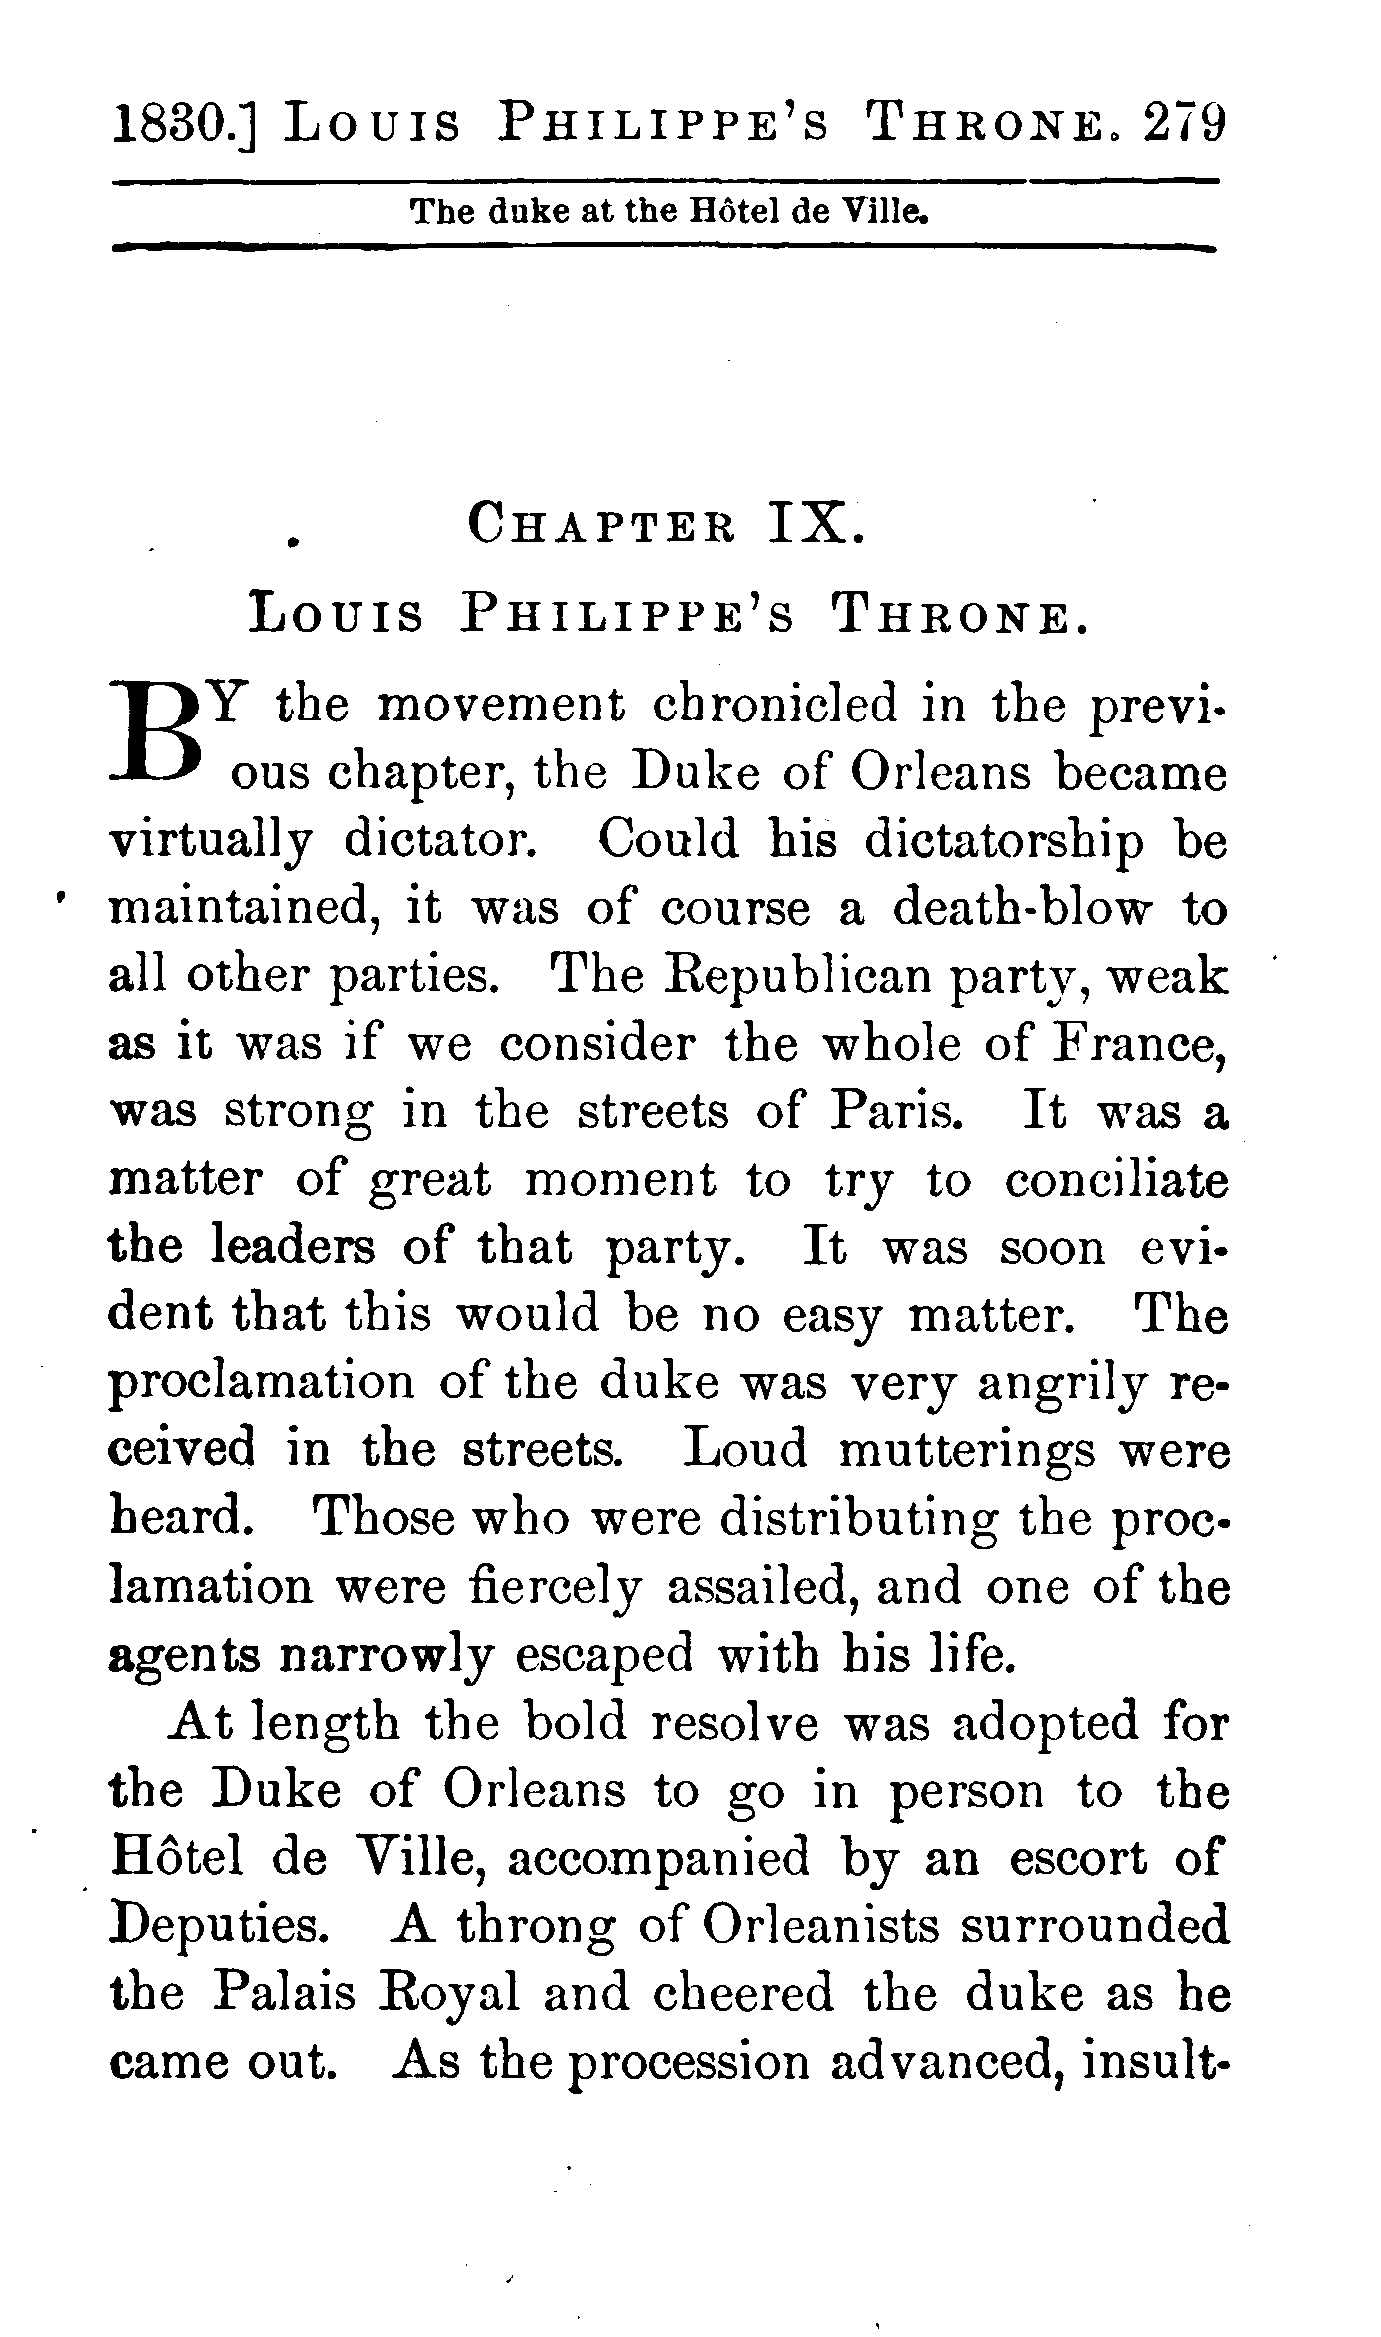 1830.] LOUIS PHILIPPE'S THRONE. 279
The duke at the Hôtel de Ville.
CHAPTER IX.
LOUIS PHILIPPE'S THRONE.
BY the movement chronicled in the previ-
ous chapter, the Duke of Orleans became
virtually dictator. Could his dictatorship be
maintained, it was of course a death-blow to
all other parties. The Republican party, weak
as it was if we consider the whole of France,
was strong in the streets of Paris. It was a
matter of great moment to try to conciliate
the leaders of that party. It was soon evi-
dent that this would be no easy matter. The
proclamation of the duke was very angrily re-
ceived in the streets. Loud mutterings were
heard. Those who were distributing the proc-
lamation were fiercely assailed, and one of the
agents narrowly escaped with his life.
At length the bold resolve was adopted for
the Duke of Orleans to go in person to the
Hôtel de Ville, accompanied by an escort of
Deputies. A throng of Orleanists surrounded
the Palais Royal and cheered the duke as he
came out. As the procession advanced, insult-